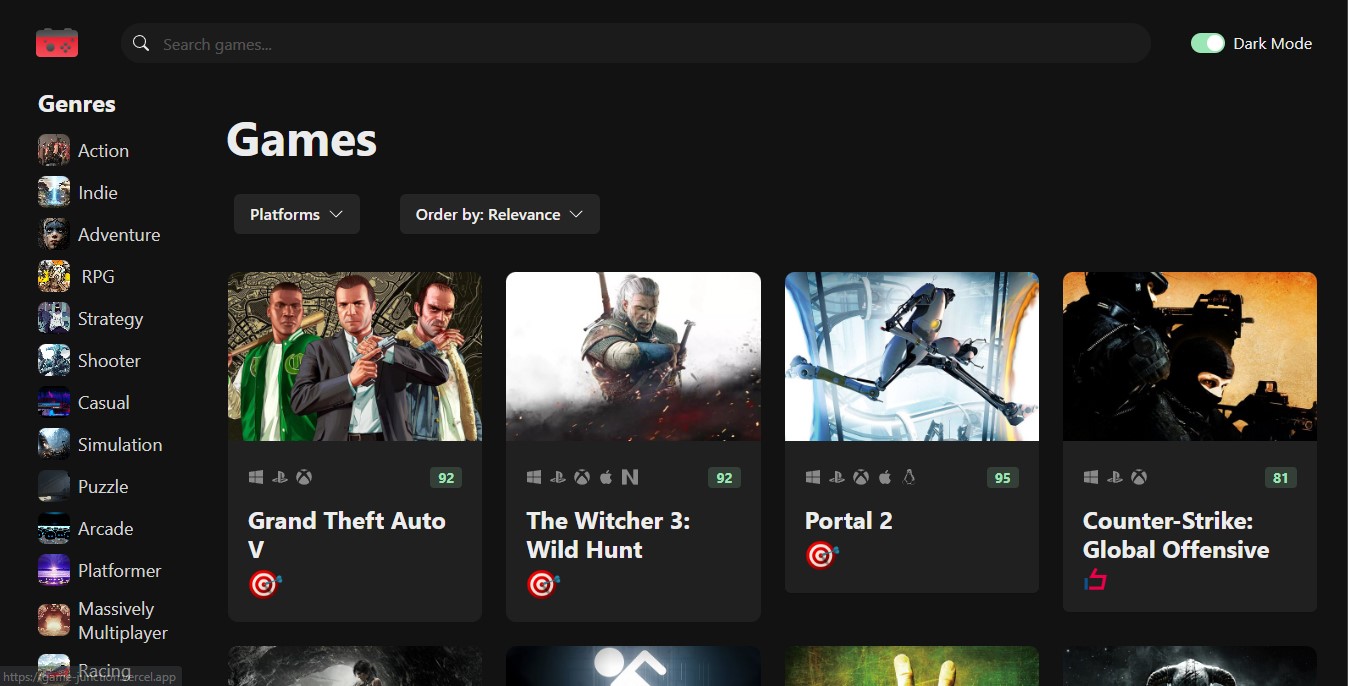 Search games...
Dark Mode
Genres
Action
Indie
Adventure
RPG
Strategy
Shooter
Casual
Simulation
Puzzle
Arcade
Platformer
Massively
Multiplayer
Racing
Games
Platforms
Order by: Relevance
92
Grand Theft Auto
V
92
The Witcher 3:
Wild Hunt
95
Portal 2
81
Counter-Strike:
Global Offensive
https://game-junction.vercel.app